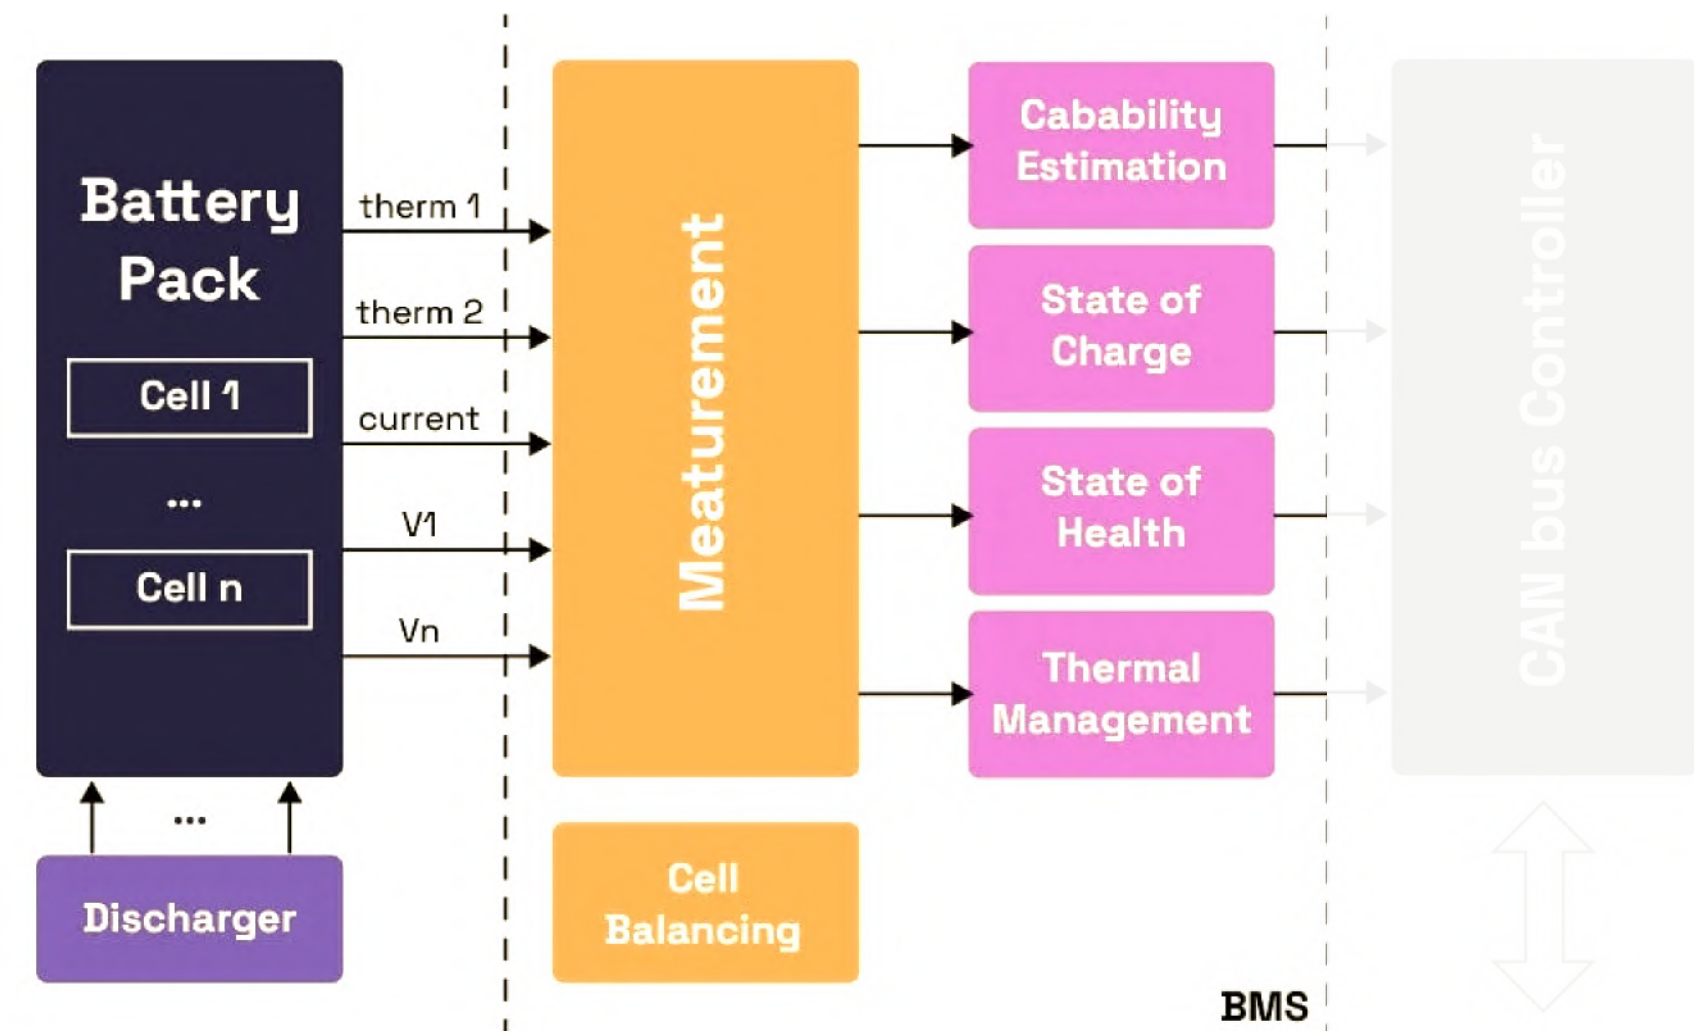 Battery
Pack
Cell 1
...
Cell n
...
Discharger
therm 1
therm 2
current
V1
Vn
Meaturement
Cell
Balancing
Cabability
Estimation
State of
Charge
State of
Health
Thermal
Management
BMS
CAN bus Controller